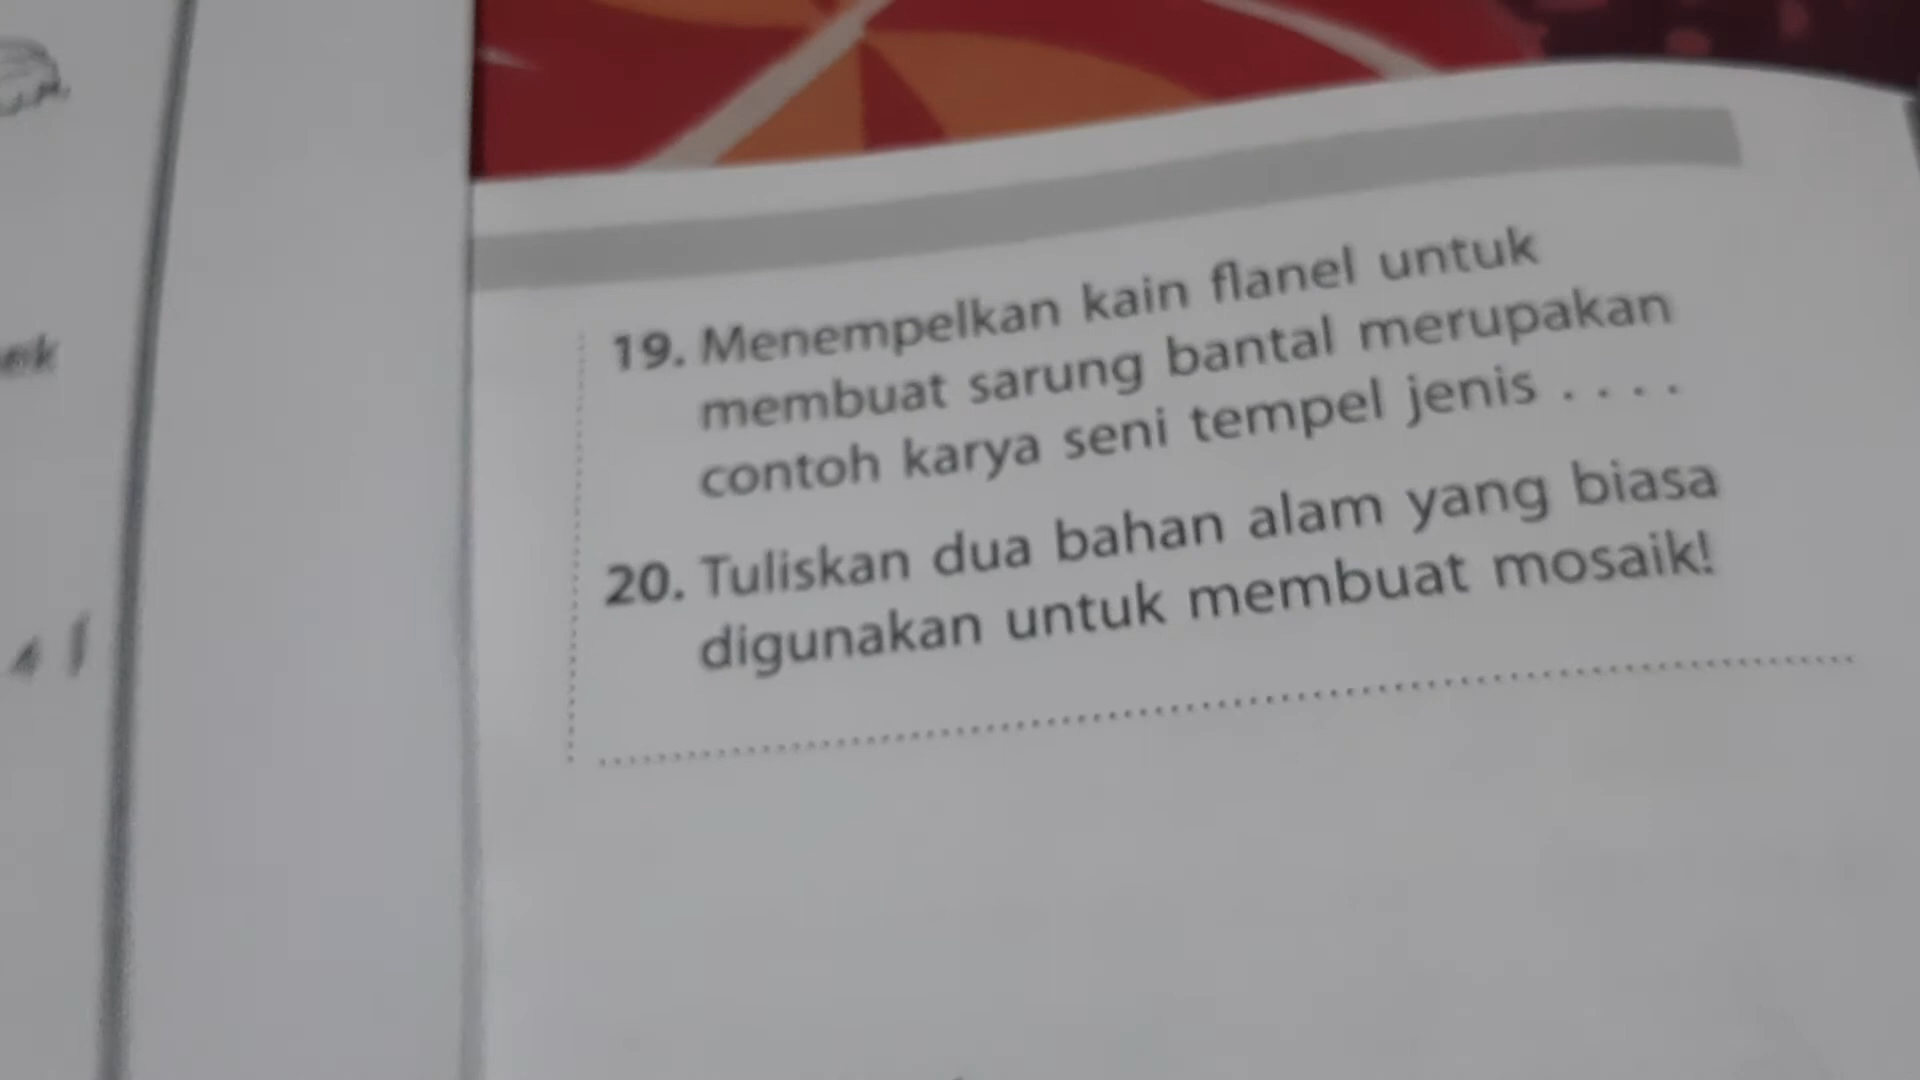 19. Menempelkan kain flanel untuk
membuat sarung bantal merupakan
contoh karya seni tempel jenis . . . .
20. Tuliskan dua bahan alam yang biasa
digunakan untuk membuat mosaik!